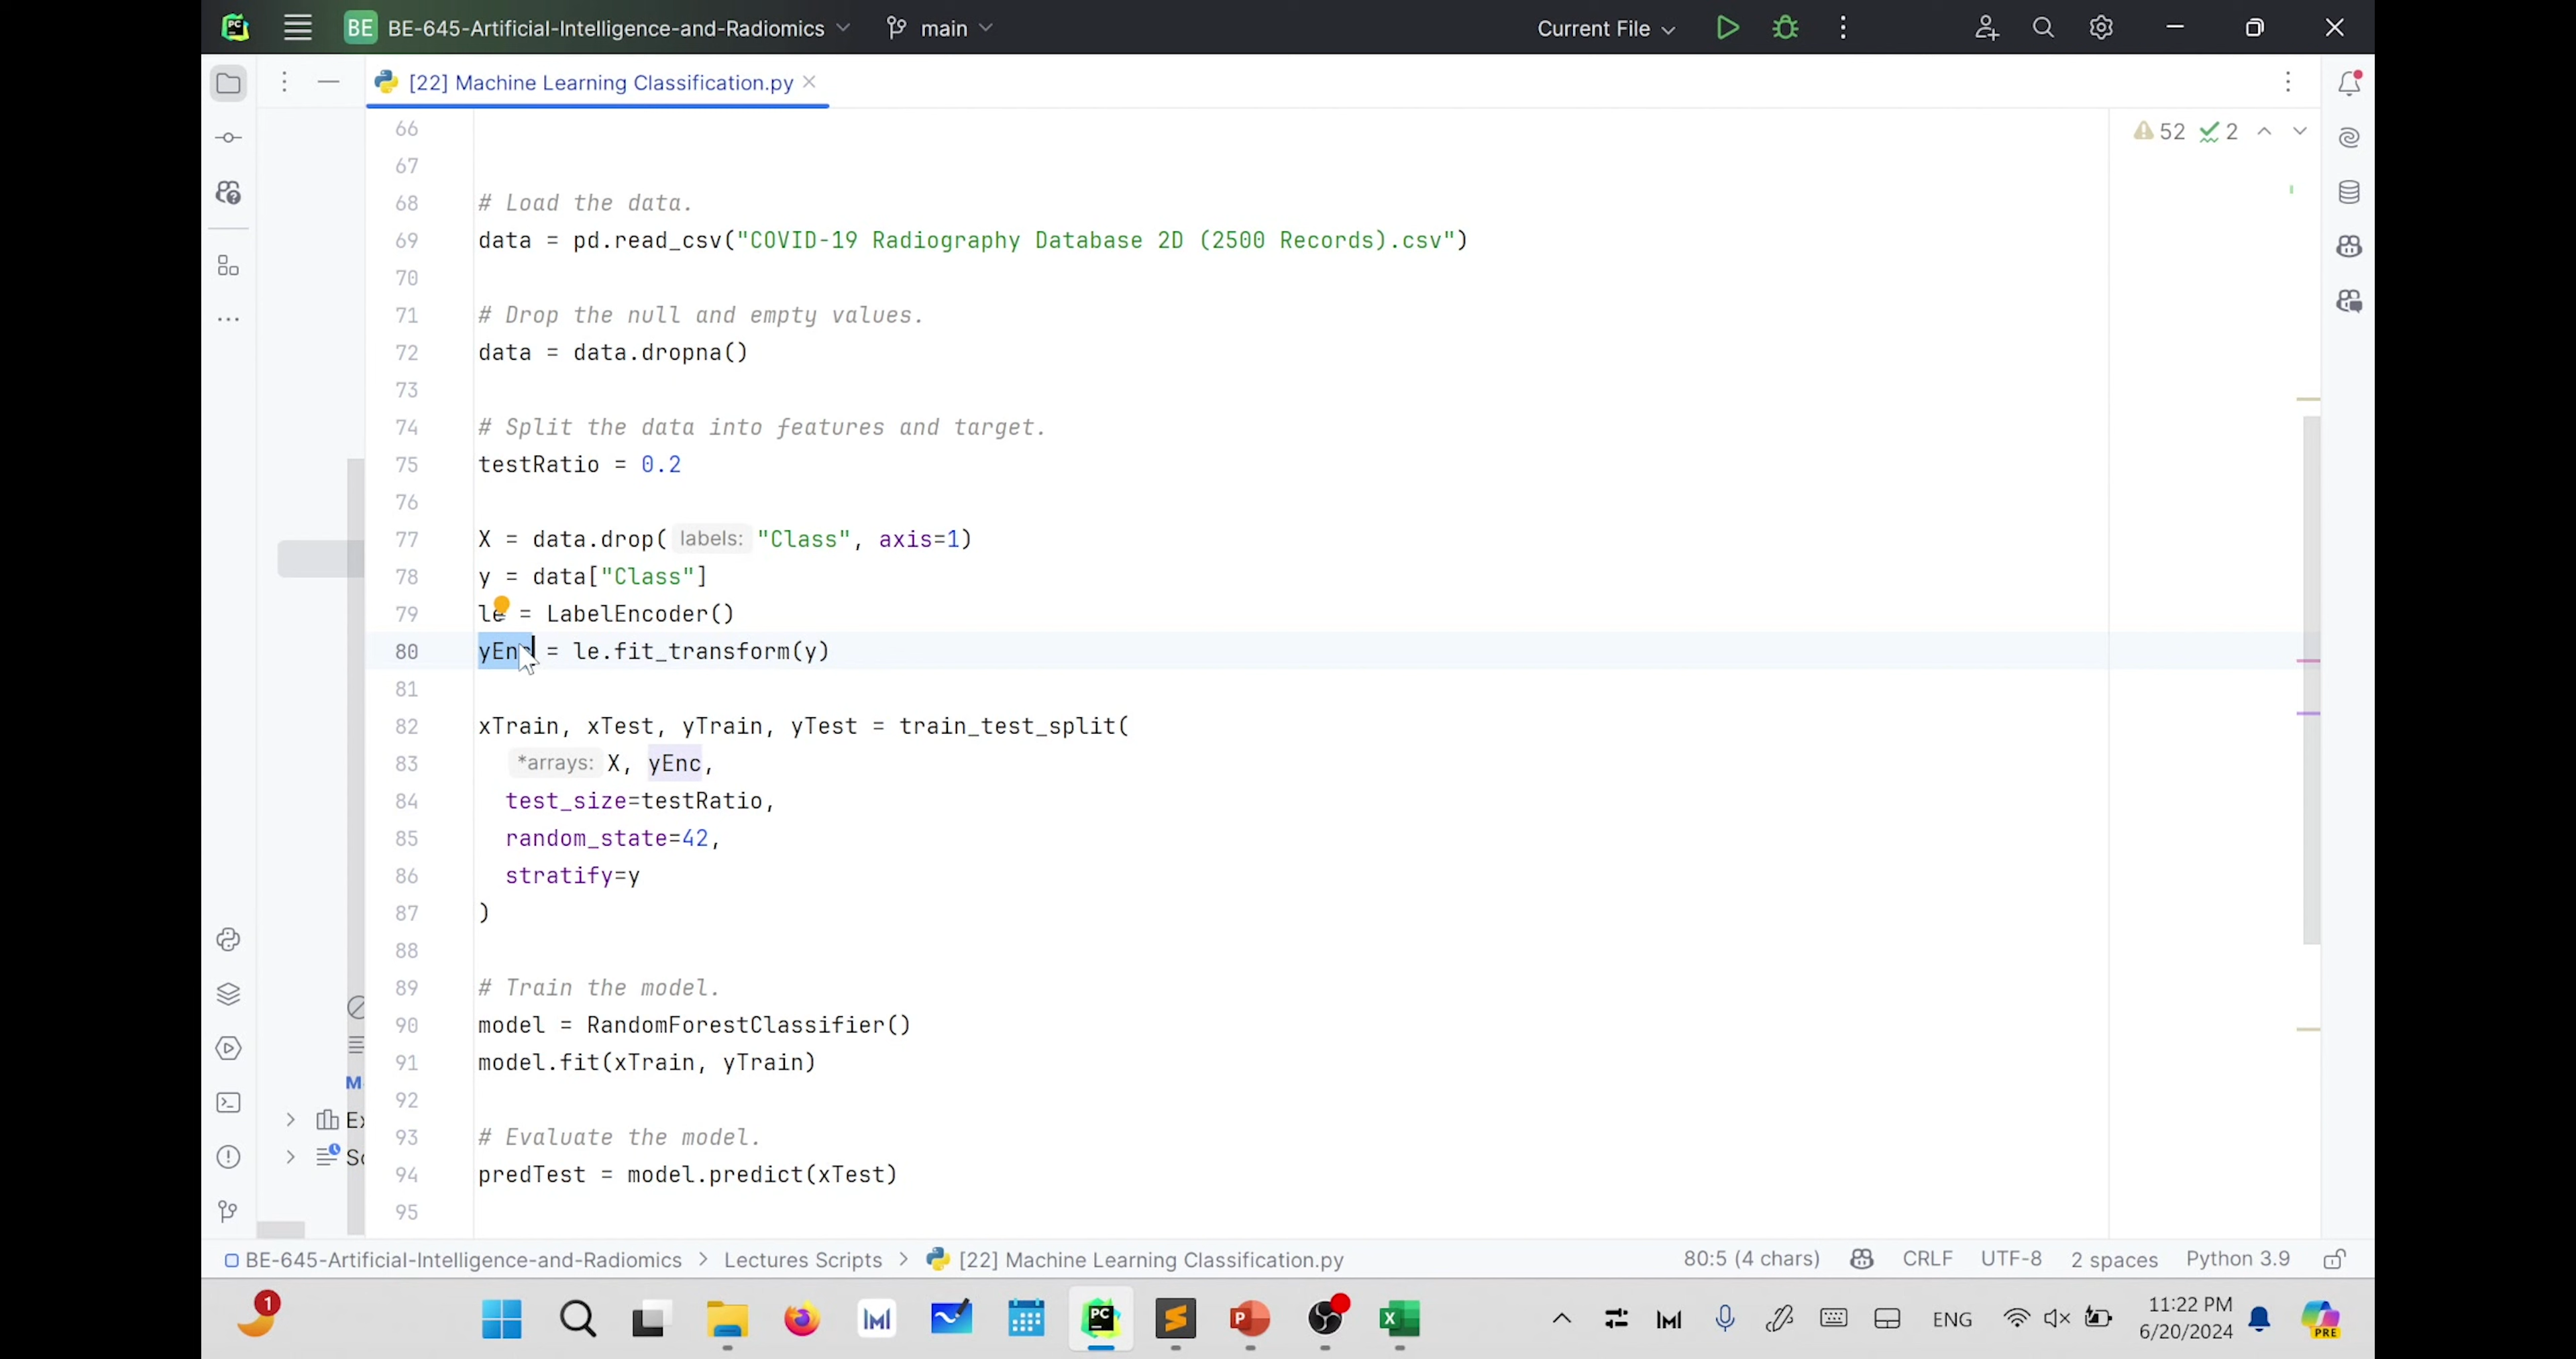 BE BE-645-Artificial-Intelligence-and-Radiomics main Current File
[22] Machine Learning Classification.py
52 2
66
67
68 # Load the data.
69 data = pd.read_csv("COVID-19 Radiography Database 2D (2500 Records).csv")
70
71 # Drop the null and empty values.
72 data = data.dropna()
73
74 # Split the data into features and target.
75 testRatio = 0.2
76
77 X = data.drop( labels: "Class", axis=1)
78 y = data["Class"]
79 le = LabelEncoder()
80 yEnc = le.fit_transform(y)
81
82 xTrain, xTest, yTrain, yTest = train_test_split(
83 *arrays: X, yEnc,
84 test_size=testRatio,
85 random_state=42,
86 stratify=y
87 )
88
89 # Train the model.
90 model = RandomForestClassifier()
91 model.fit(xTrain, yTrain)
92
93 # Evaluate the model.
94 predTest = model.predict(xTest)
95
BE-645-Artificial-Intelligence-and-Radiomics > Lectures Scripts > [22] Machine Learning Classification.py 80:5 (4 chars) CRLF UTF-8 2 spaces Python 3.9
1 ENG 11:22 PM
6/20/2024
PRE